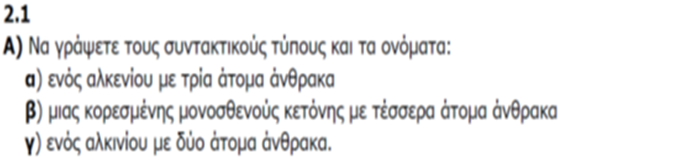 2.1
Α) Να γράψετε τους συντακτικούς τύπους και τα ονόματα:
α) ενός αλκενίου με τρία άτομα άνθρακα
β) μιας κορεσμένης μονοσθενούς κετόνης με τέσσερα άτομα άνθρακα
γ) ενός αλκινίου με δύο άτομα άνθρακα.